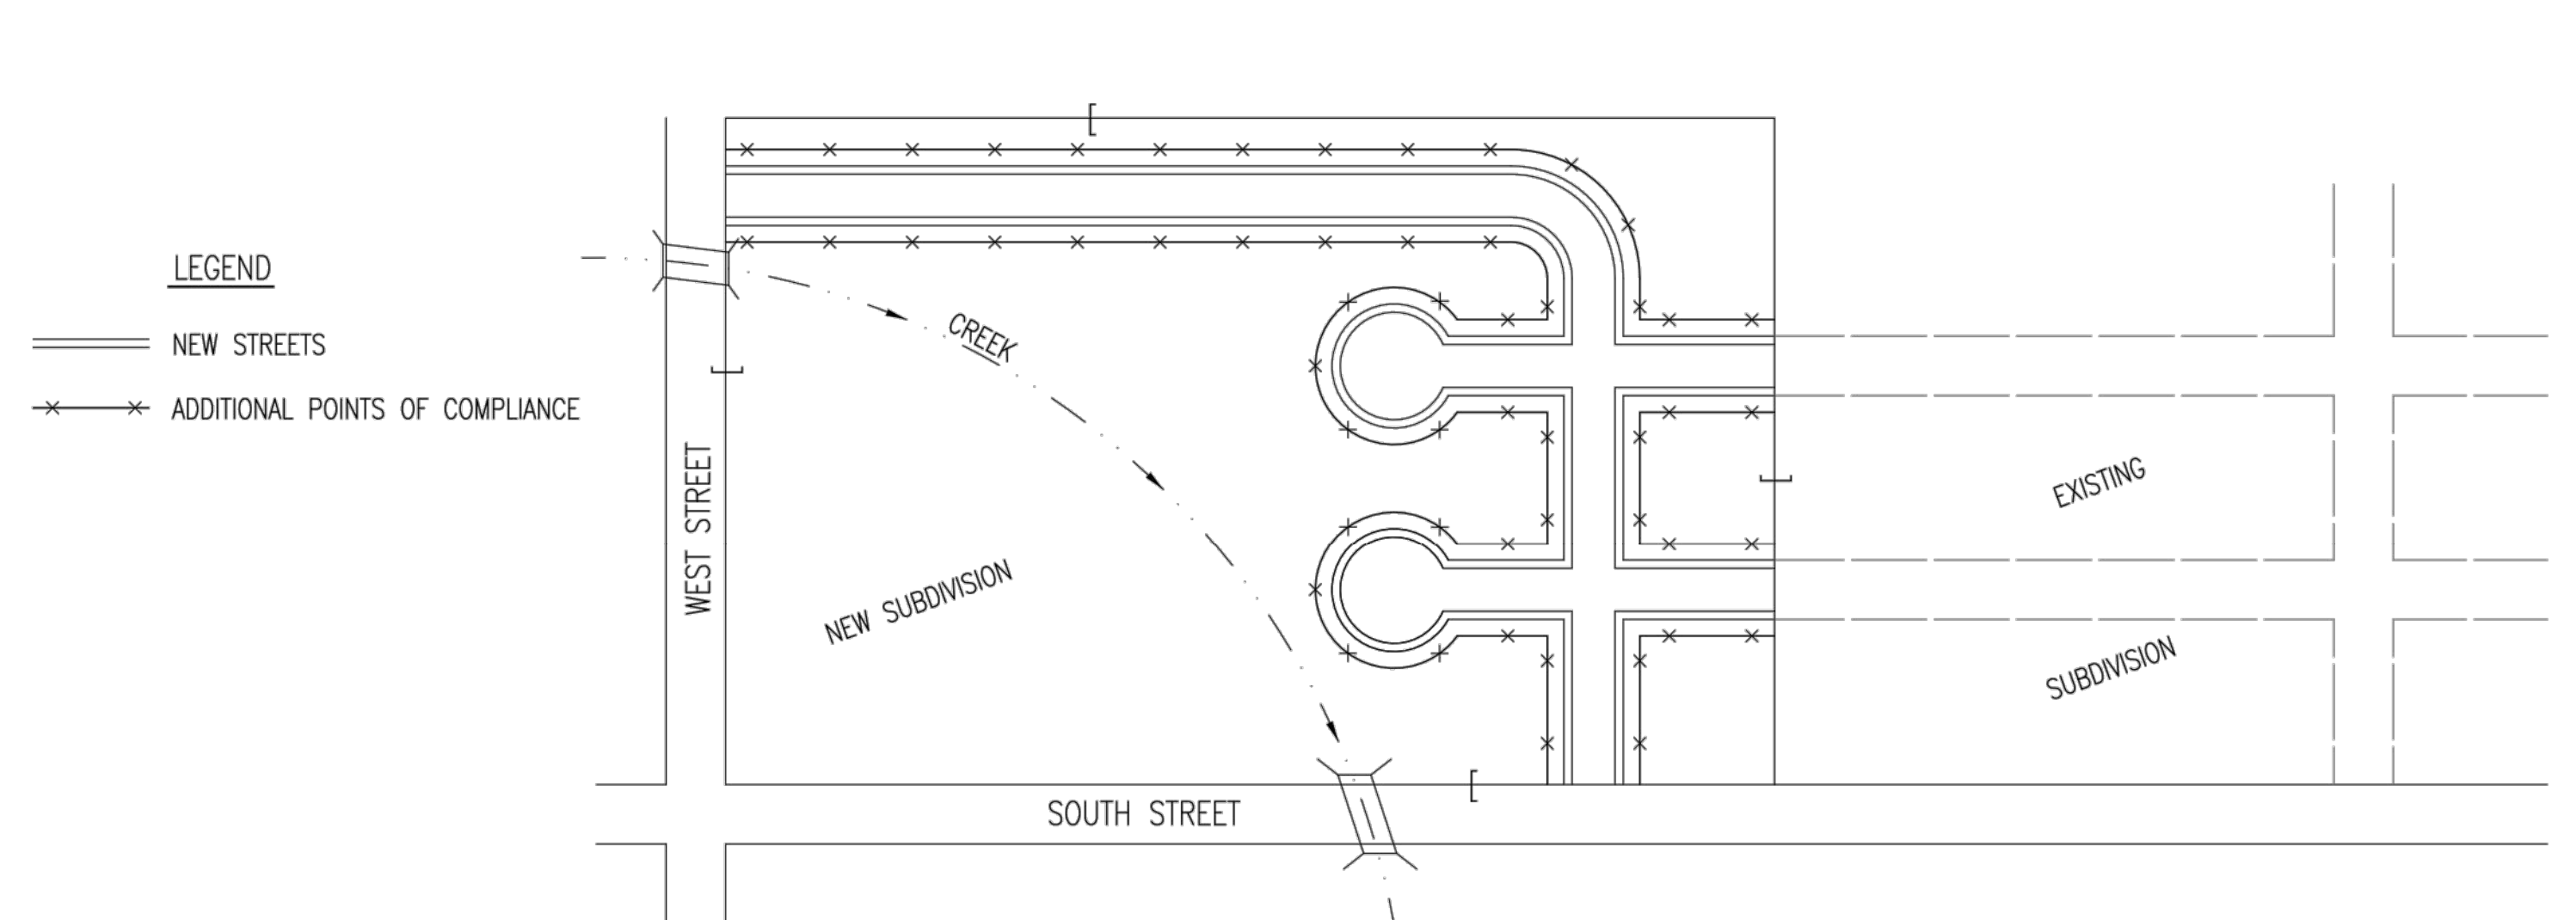 LEGEND
NEW STREETS
ADDITIONAL POINTS OF COMPLIANCE
CREEK
WEST STREET
NEW SUBDIVISION
SOUTH STREET
EXISTING
SUBDIVISION